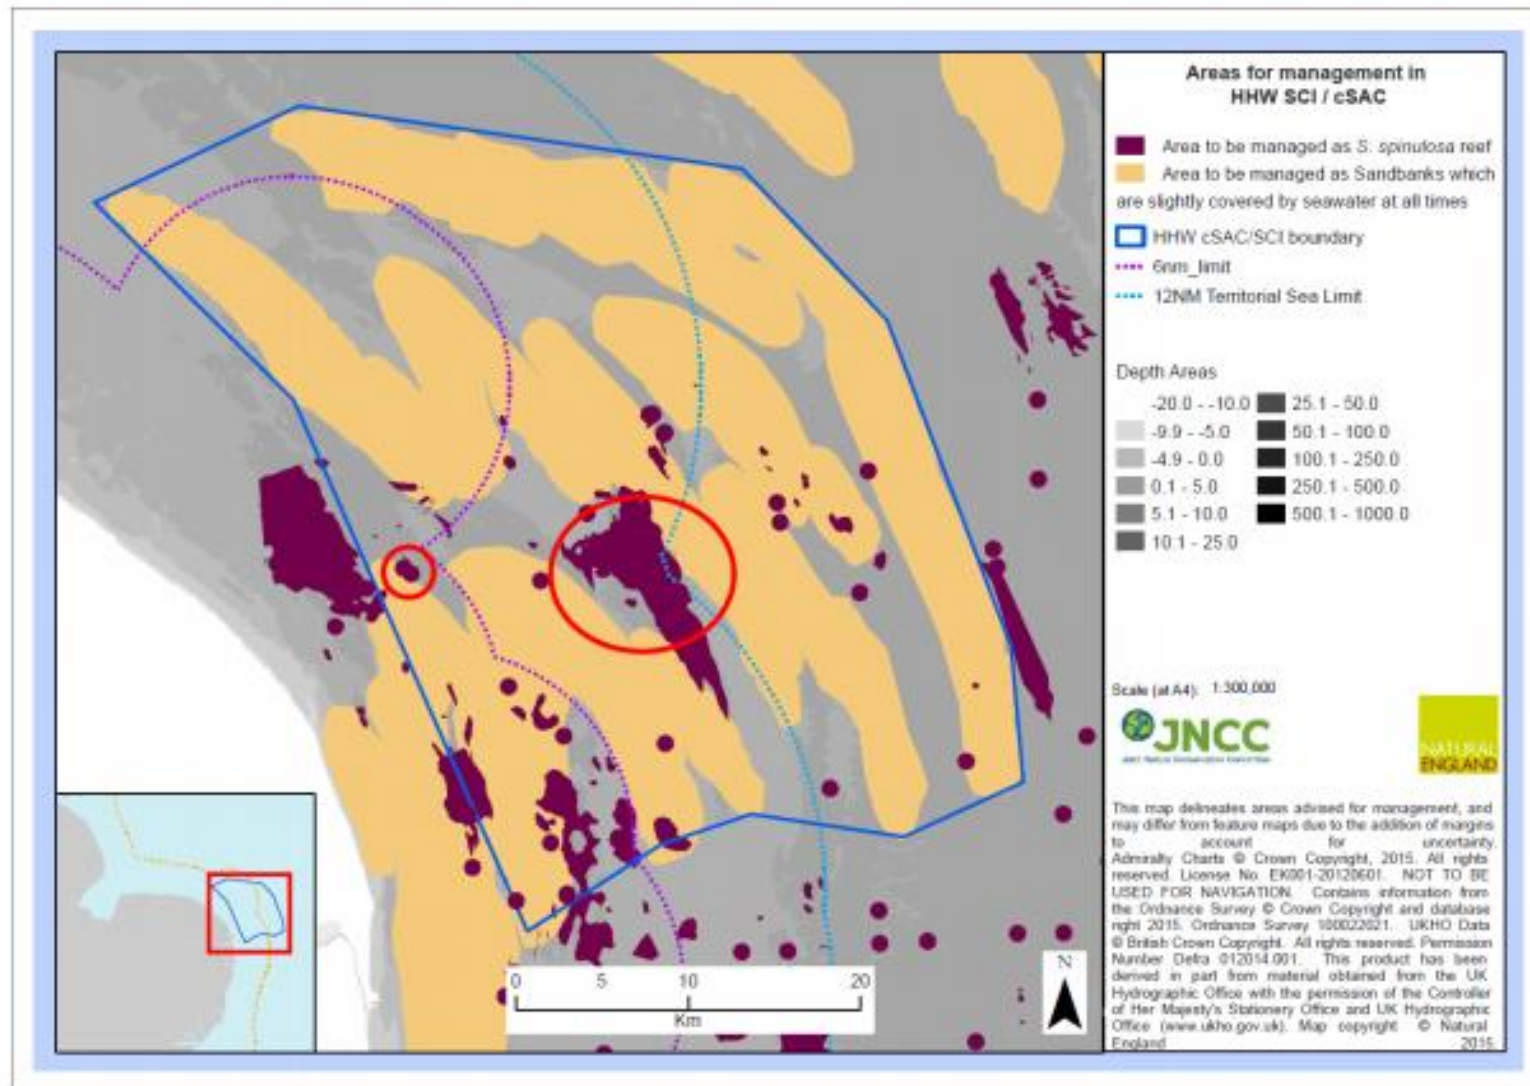 Areas for management in
HHW SCI / cSAC
Area to be managed as S. spinulosa reef
Area to be managed as Sandbanks which
are slightly covered by seawater at all times
HHW cSAC/SCI boundary
6nm_limit
12NM Territorial Sea Limit
Depth Areas
-20.0 - -10.0
25.1 - 50.0
-9.9 - -5.0
50.1 - 100.0
-4.9 - 0.0
100.1 - 250.0
0.1 - 5.0
250.1 - 500.0
5.1 - 10.0
500.1 - 1000.0
10.1 - 25.0
Scale (at A4): 1:300,000
JNCC
NATURAL
ENGLAND
This map delineates areas advised for management, and
may differ from feature maps due to the addition of margins
to account for uncertainty.
Admiralty Charts © Crown Copyright, 2015. All rights
reserved. License No. EK001-20120601. NOT TO BE
USED FOR NAVIGATION. Contains information from
the Ordnance Survey © Crown Copyright and database
right 2015. Ordnance Survey 100022021. UKHO Data
© British Crown Copyright. All rights reserved. Permission
Number Defra 012014.001. This product has been
derived in part from material obtained from the UK
Hydrographic Office with the permission of the Controller
of Her Majesty's Stationery Office and UK Hydrographic
Office (www.ukho.gov.uk). Map copyright © Natural
England 2015.
N
0 5 10 20
Km